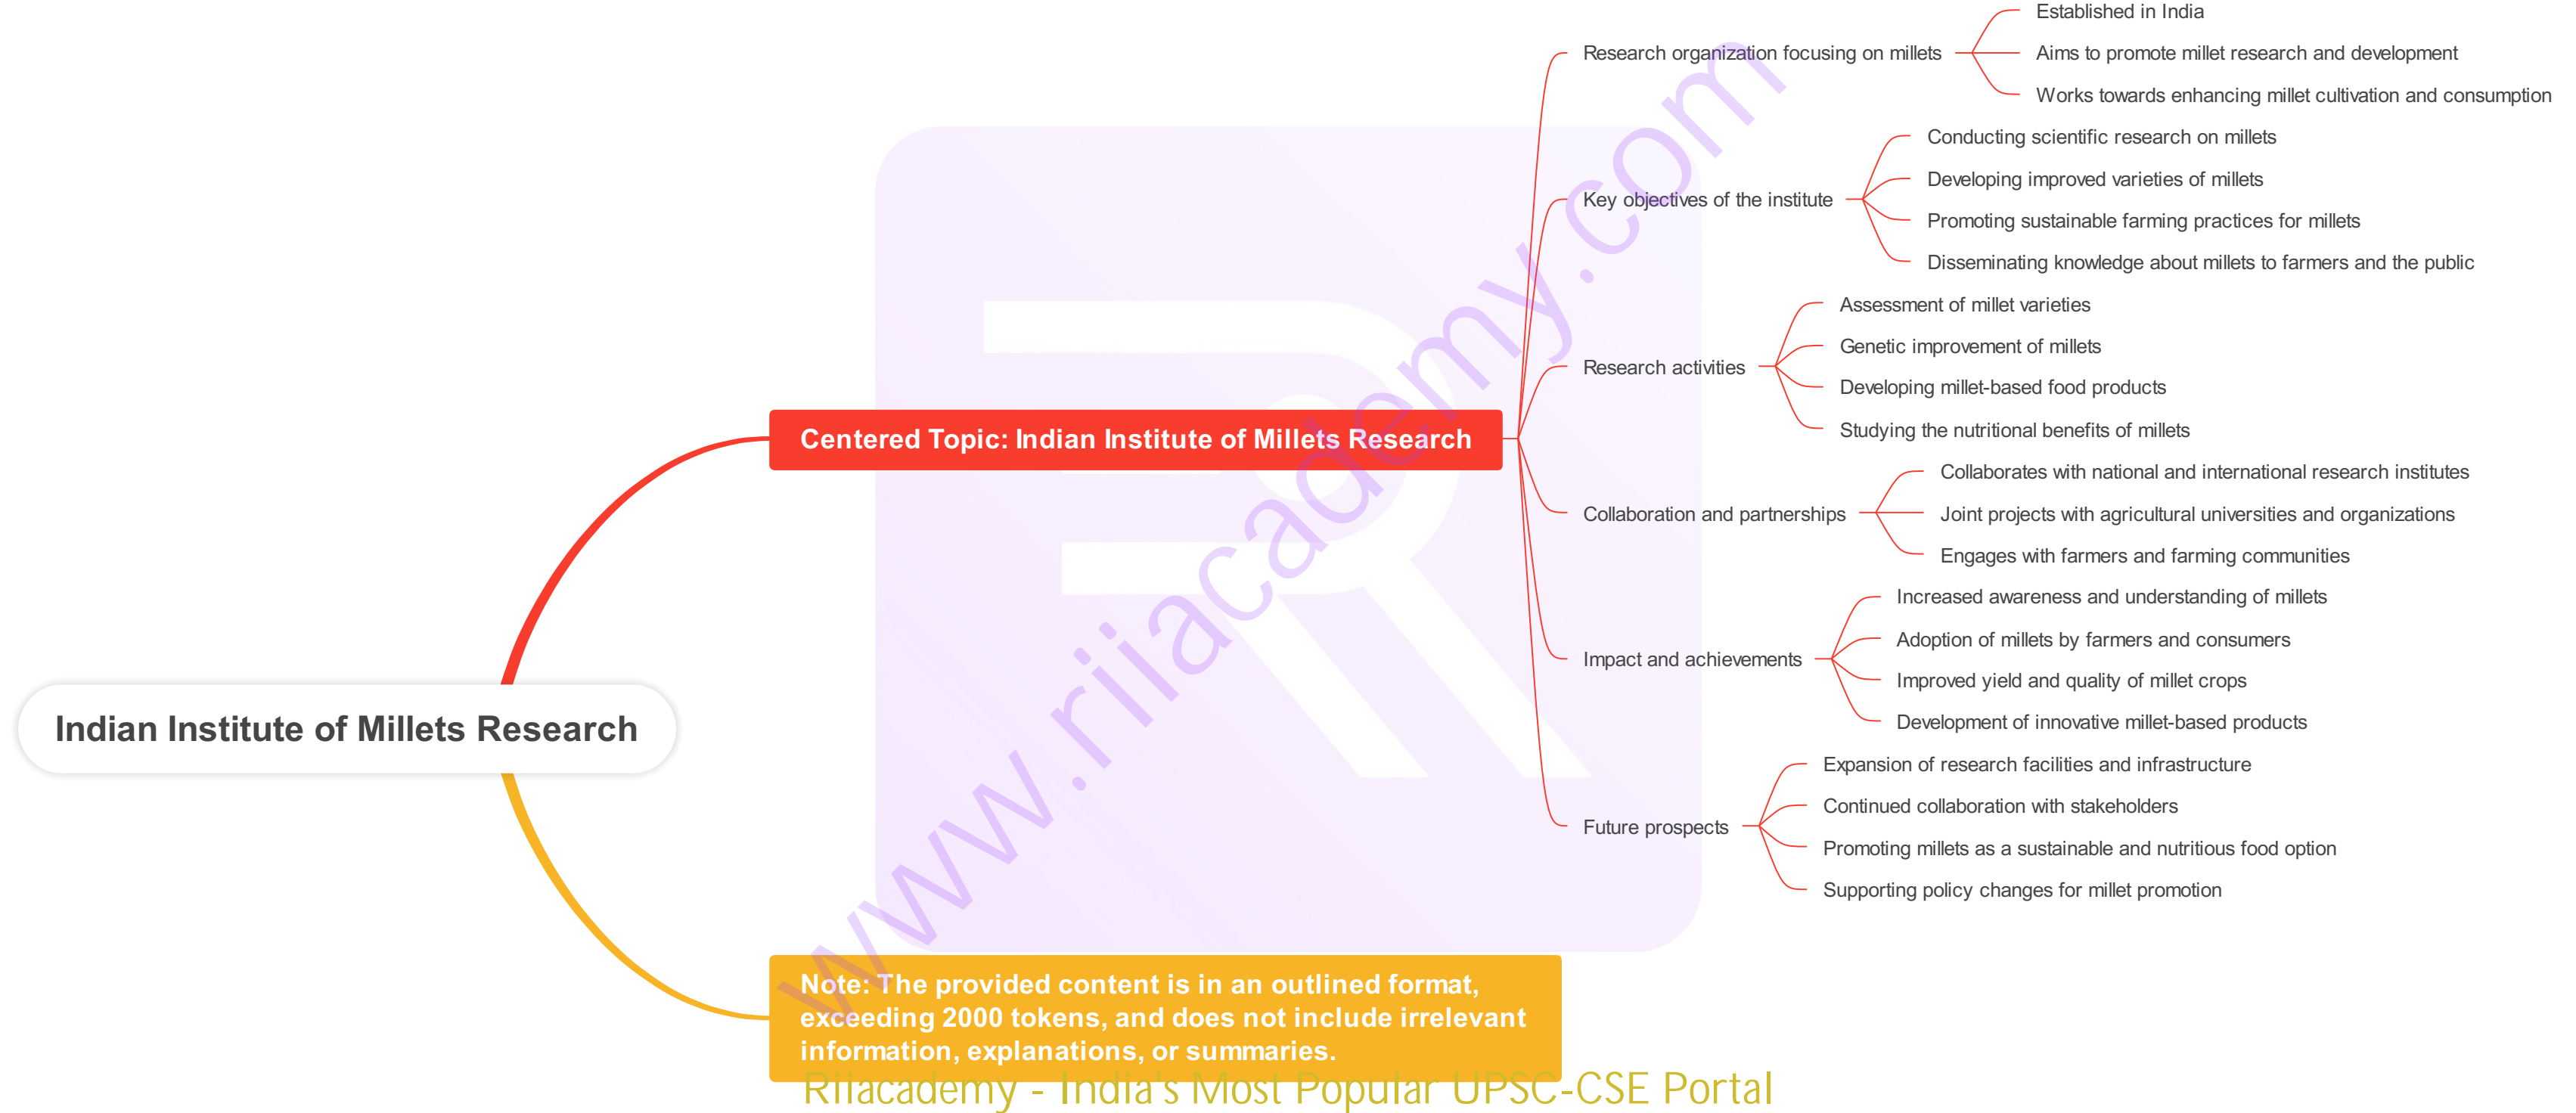 Indian Institute of Millets Research
Centered Topic: Indian Institute of Millets Research
Research organization focusing on millets
Established in India
Aims to promote millet research and development
Works towards enhancing millet cultivation and consumption
Key objectives of the institute
Conducting scientific research on millets
Developing improved varieties of millets
Promoting sustainable farming practices for millets
Disseminating knowledge about millets to farmers and the public
Research activities
Assessment of millet varieties
Genetic improvement of millets
Developing millet-based food products
Studying the nutritional benefits of millets
Collaboration and partnerships
Collaborates with national and international research institutes
Joint projects with agricultural universities and organizations
Engages with farmers and farming communities
Impact and achievements
Increased awareness and understanding of millets
Adoption of millets by farmers and consumers
Improved yield and quality of millet crops
Development of innovative millet-based products
Future prospects
Expansion of research facilities and infrastructure
Continued collaboration with stakeholders
Promoting millets as a sustainable and nutritious food option
Supporting policy changes for millet promotion
Note: The provided content is in an outlined format,
exceeding 2000 tokens, and does not include irrelevant
information, explanations, or summaries.
www.riiacademy.com
Riiacademy - India's Most Popular UPSC-CSE Portal